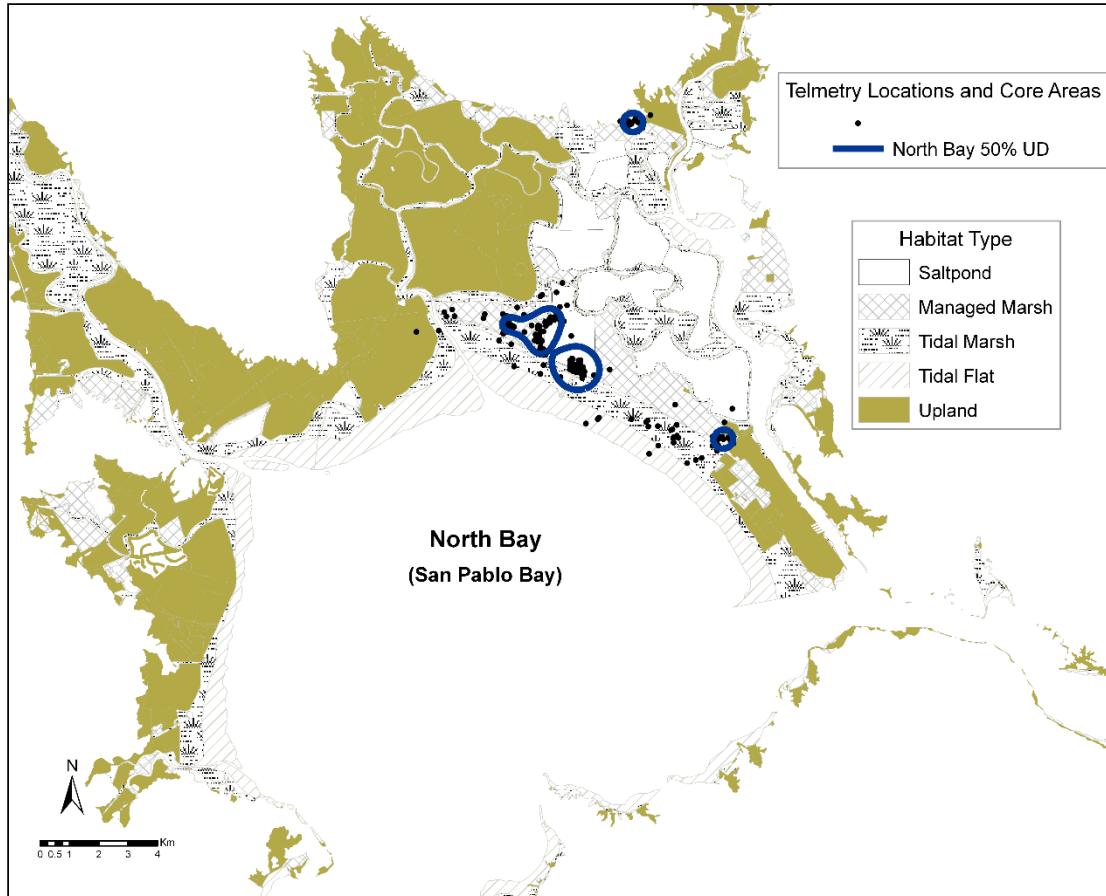 Telmetry Locations and Core Areas
North Bay 50% UD
Habitat Type
Saltpond
Managed Marsh
Tidal Marsh
Tidal Flat
Upland
North Bay
(San Pablo Bay)
N
Km
0 0.5 1 2 3 4